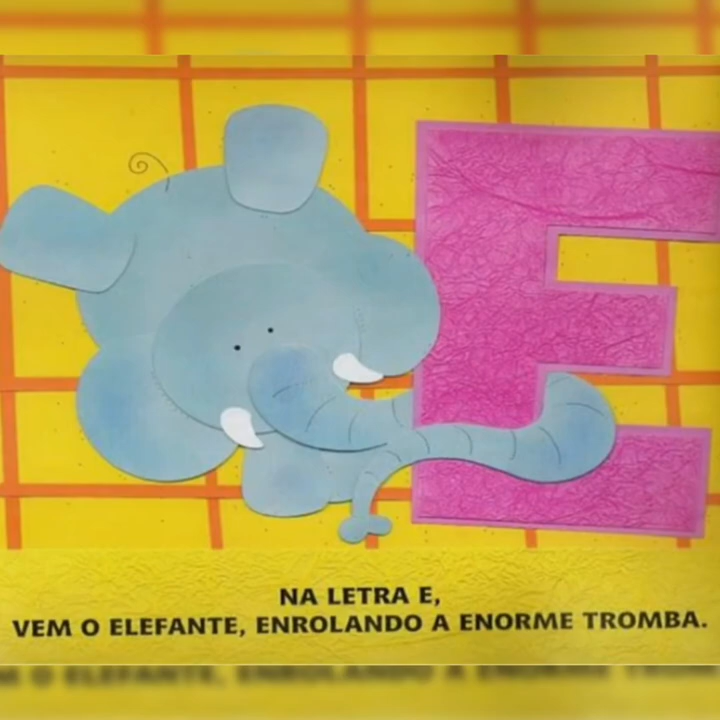 E
NA LETRA E,
VEM O ELEFANTE, ENROLANDO A ENORME TROMBA.